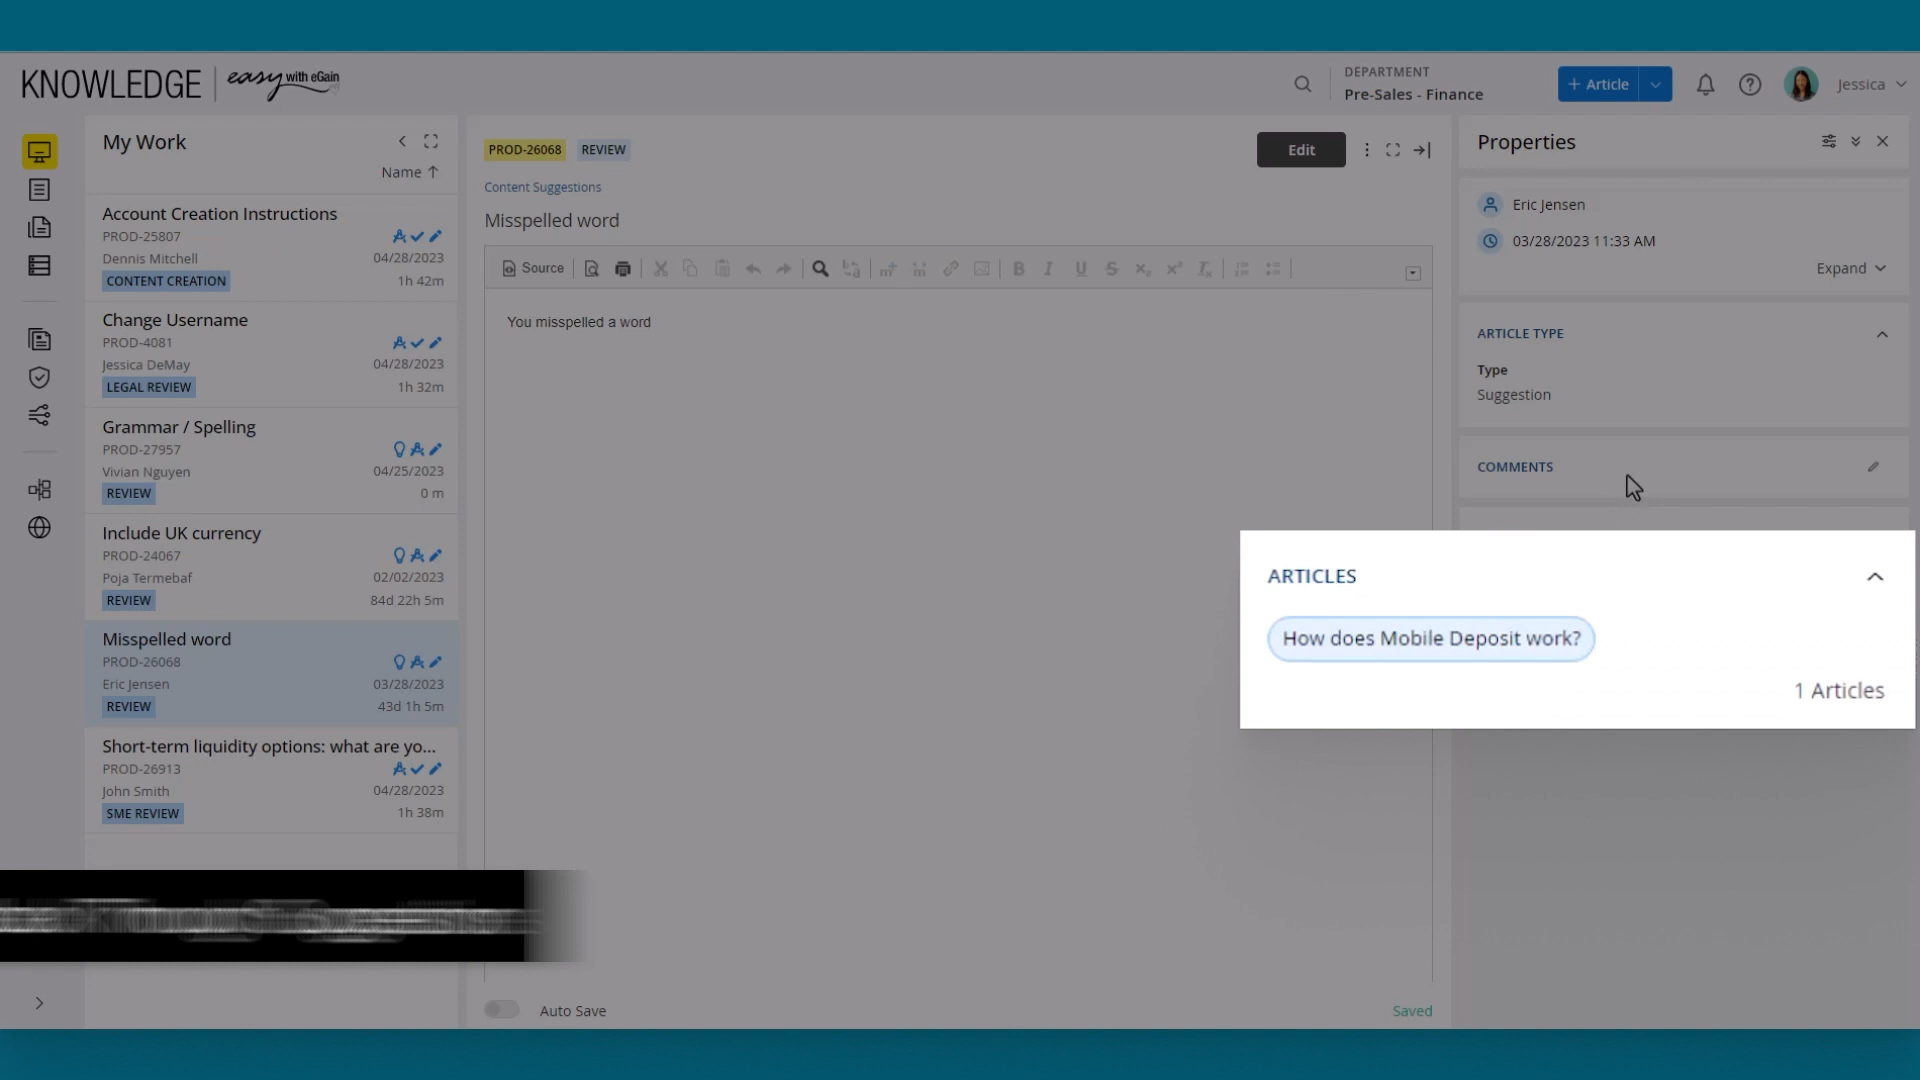 KNOWLEDGE easy with eGain
DEPARTMENT
Pre-Sales - Finance
+ Article
Jessica
My Work
Name ↑
Account Creation Instructions
PROD-25807
Dennis Mitchell 04/28/2023
CONTENT CREATION 1h 42m
Change Username
PROD-4081
Jessica DeMay 04/28/2023
LEGAL REVIEW 1h 32m
Grammar / Spelling
PROD-27957
Vivian Nguyen 04/25/2023
REVIEW 0 m
Include UK currency
PROD-24067
Poja Termebaf 02/02/2023
REVIEW 84d 22h 5m
Misspelled word
PROD-26068
Eric Jensen 03/28/2023
REVIEW 43d 1h 5m
Short-term liquidity options: what are yo...
PROD-26913
John Smith 04/28/2023
SME REVIEW 1h 38m
PROD-26068 REVIEW
Edit
Content Suggestions
Misspelled word
Source
You misspelled a word
Auto Save
Saved
Properties
Eric Jensen
03/28/2023 11:33 AM
Expand
ARTICLE TYPE
Type
Suggestion
COMMENTS
ARTICLES
How does Mobile Deposit work?
1 Articles